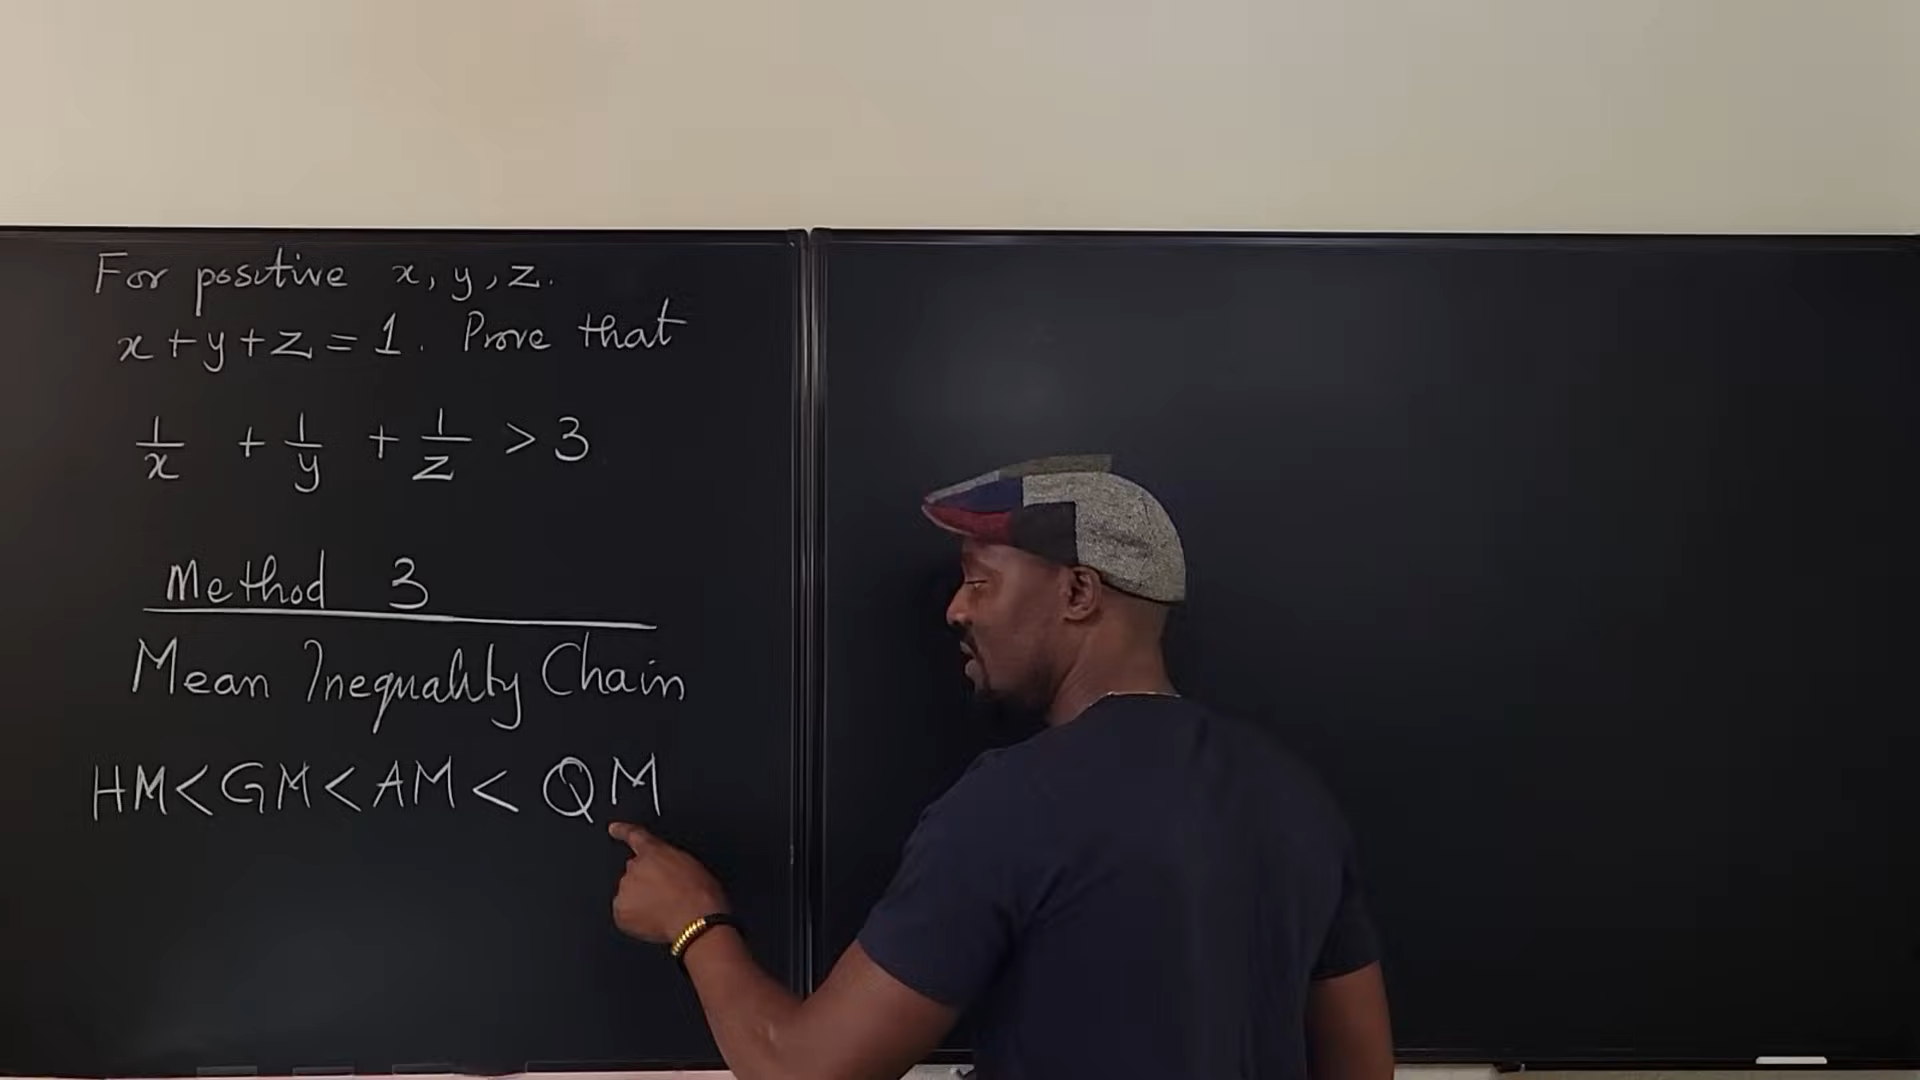 For positive x, y, z.
x + y + z = 1. Prove that
1/x + 1/y + 1/z > 3
Method 3
Mean Inequality Chain
HM < GM < AM < QM